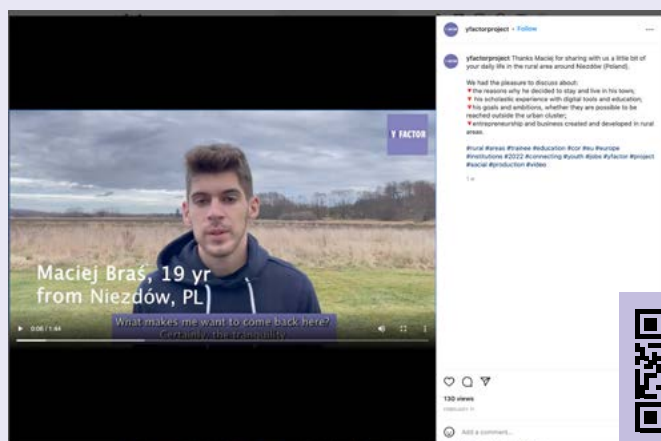 yfactorproject • Follow
yfactorproject Thanks Maciej for sharing with us a little bit of
your daily life in the rural area around Niezdów (Poland).
We had the pleasure to discuss about:
🔻the reasons why he decided to stay and live in his town;
🔻 his scholastic experience with digital tools and education;
🔻his goals and ambitions, whether they are possible to be
reached outside the urban cluster;
🔻entrepreneurship and business created and developed in rural
areas.
#rural #areas #trainee #education #cor #eu #europe
#institutions #2022 #connecting #youth #jobs #yfactor #project
#social #production #video
Y FACTOR
Maciej Braś, 19 yr
from Niezdów, PL
What makes me want to come back here?
Certainly, the tranquility
0:06 / 1:44
130 views
FEBRUARY 11
Add a comment...